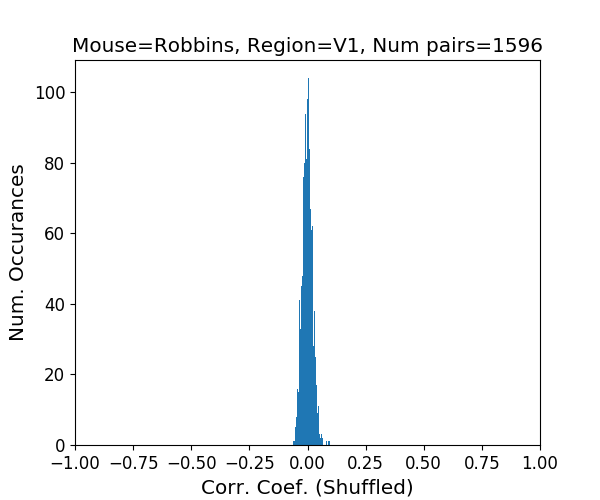 Mouse=Robbins, Region=V1, Num pairs=1596
Num. Occurances
100
80
60
40
20
0
−1.00 −0.75 −0.50 −0.25 0.00 0.25 0.50 0.75 1.00
Corr. Coef. (Shuffled)